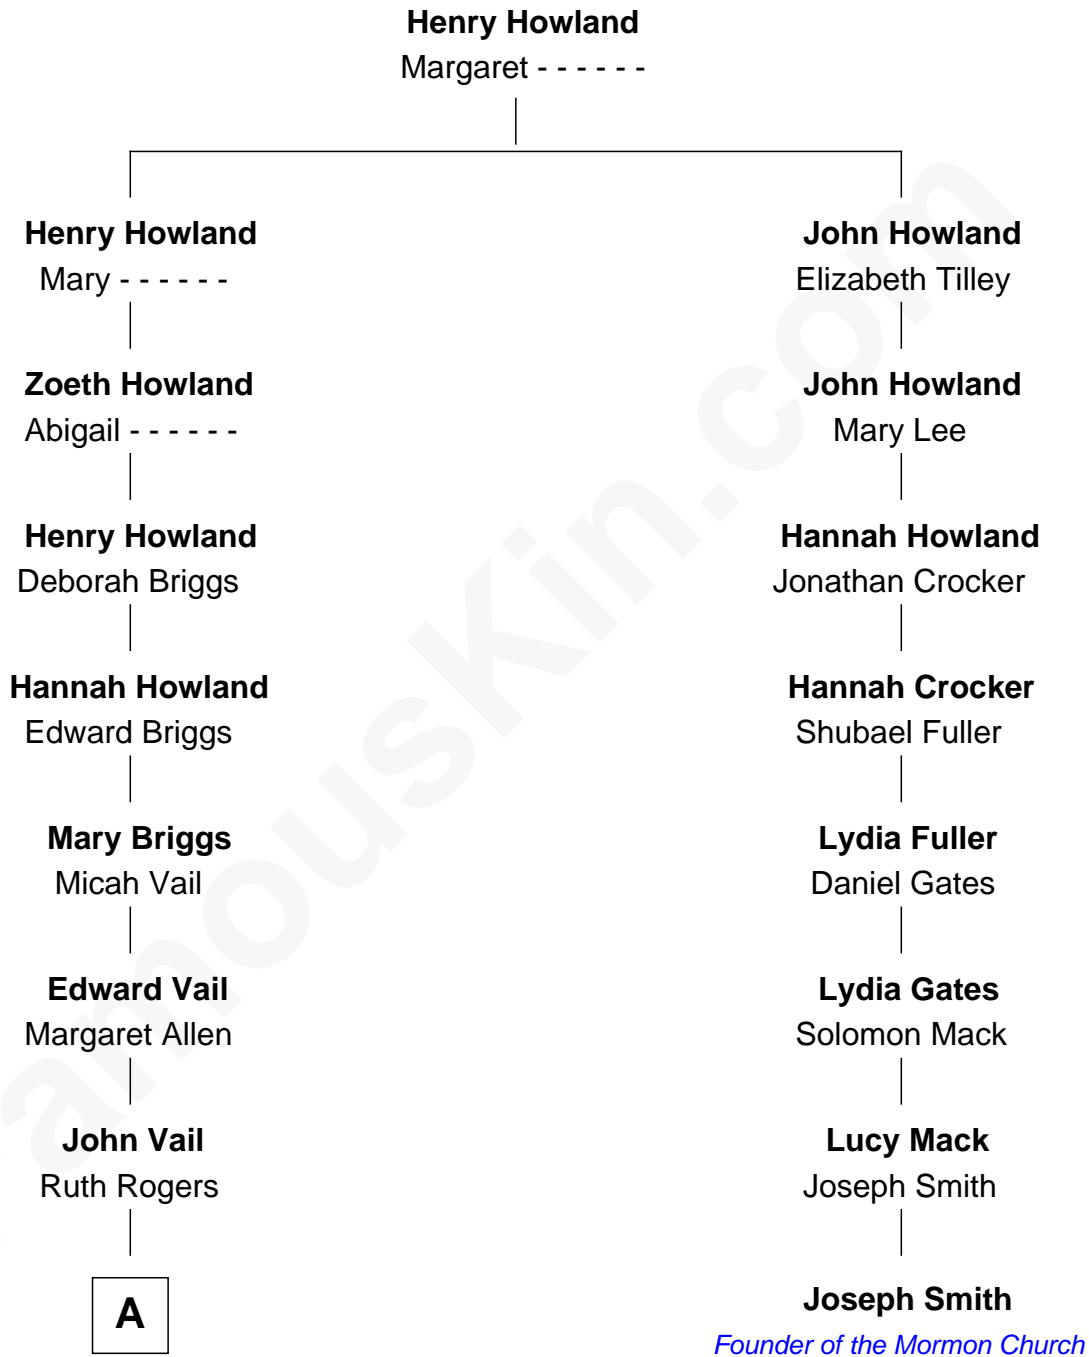 Henry Howland
Margaret - - - - - -
Henry Howland
Mary - - - - - -
John Howland
Elizabeth Tilley
Zoeth Howland
Abigail - - - - - -
John Howland
Mary Lee
Henry Howland
Deborah Briggs
Hannah Howland
Jonathan Crocker
Hannah Howland
Edward Briggs
Hannah Crocker
Shubael Fuller
Mary Briggs
Micah Vail
Lydia Fuller
Daniel Gates
Edward Vail
Margaret Allen
Lydia Gates
Solomon Mack
John Vail
Ruth Rogers
Lucy Mack
Joseph Smith
A
Joseph Smith
Founder of the Mormon Church
amouskin.com